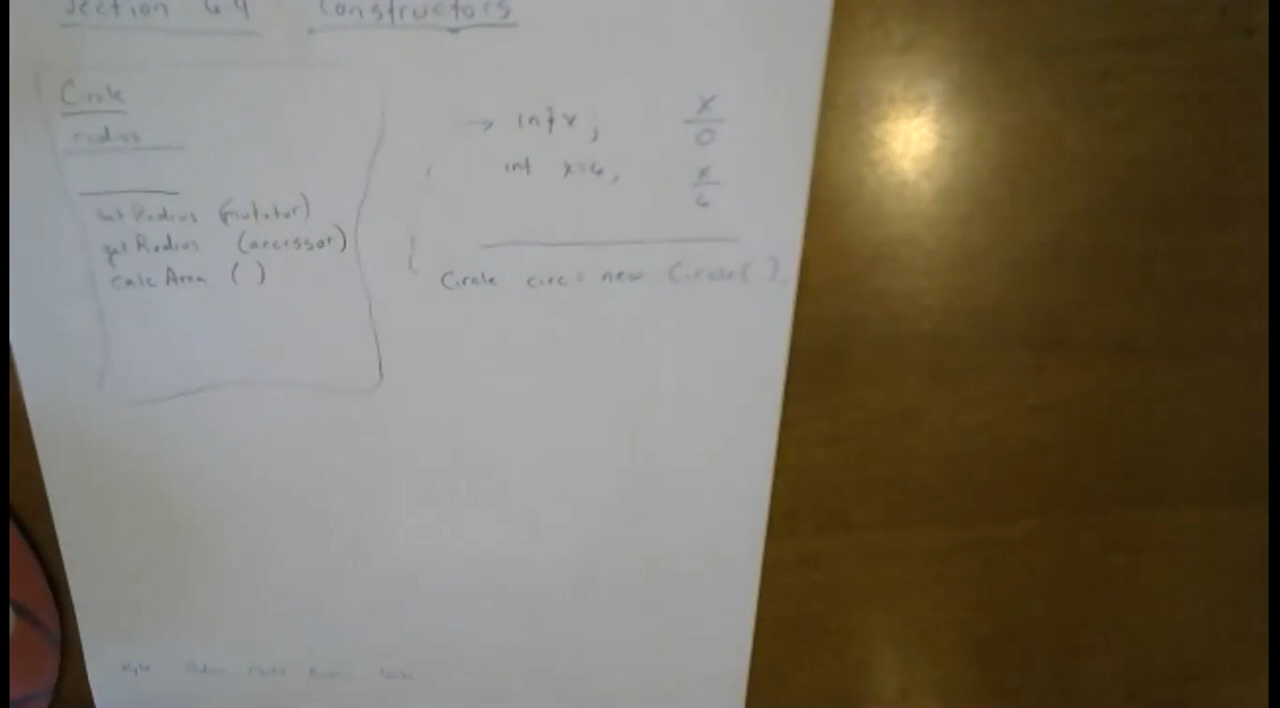 Section 6.4 Constructors
Circle
radius
setRadius (mutator)
getRadius (accessor)
calcArea ( )
→ int x;
x
0
int x=6;
x
6
Circle circ = new Circle( )